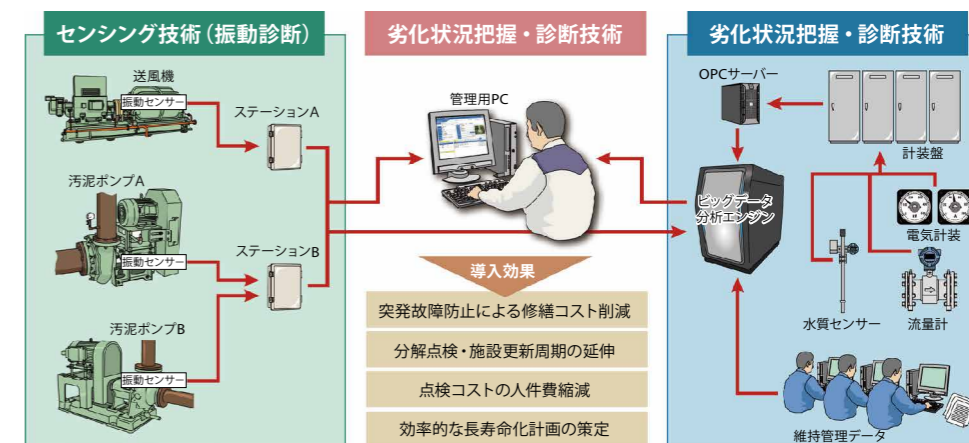 センシング技術（振動診断）
送風機
振動センサー
ステーションA
汚泥ポンプA
振動センサー
ステーションB
汚泥ポンプB
振動センサー
劣化状況把握・診断技術
管理用PC
導入効果
突発故障防止による修繕コスト削減
分解点検・施設更新周期の延伸
点検コストの人件費縮減
効率的な長寿命化計画の策定
劣化状況把握・診断技術
OPCサーバー
計装盤
ビッグデータ
分析エンジン
電気計装
水質センサー
流量計
維持管理データ